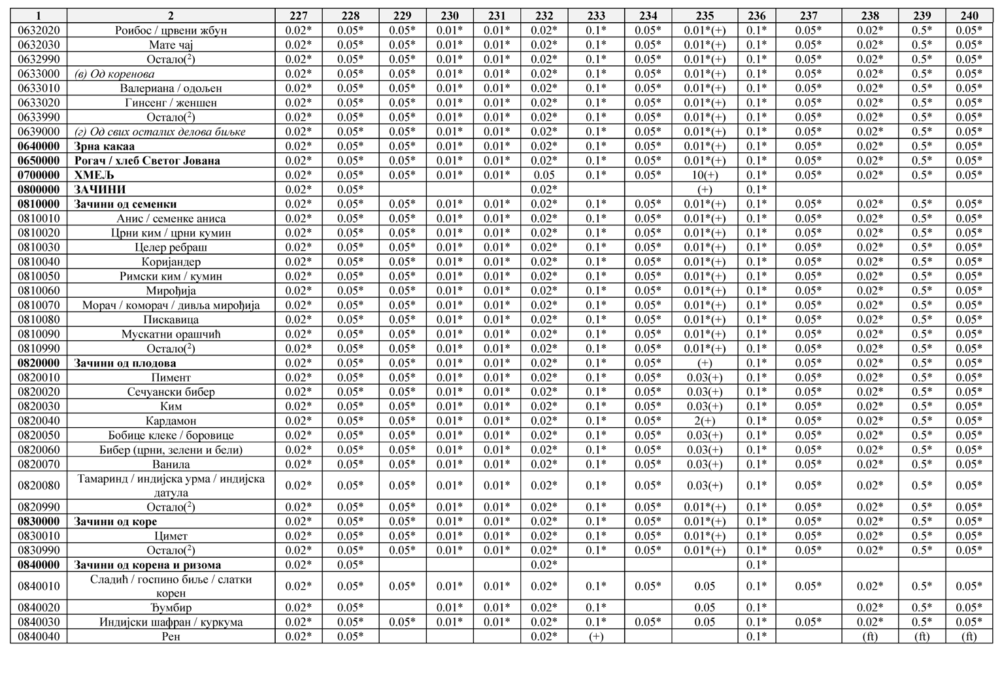 1 2 227 228 229 230 231 232 233 234 235 236 237 238 239 240
0632020 Роибос / црвени жбун 0.02* 0.05* 0.05* 0.01* 0.01* 0.02* 0.1* 0.05* 0.01*(+) 0.1* 0.05* 0.02* 0.5* 0.05*
0632030 Мате чај 0.02* 0.05* 0.05* 0.01* 0.01* 0.02* 0.1* 0.05* 0.01*(+) 0.1* 0.05* 0.02* 0.5* 0.05*
0632990 Остало(2) 0.02* 0.05* 0.05* 0.01* 0.01* 0.02* 0.1* 0.05* 0.01*(+) 0.1* 0.05* 0.02* 0.5* 0.05*
0633000 (в) Од коренова 0.02* 0.05* 0.05* 0.01* 0.01* 0.02* 0.1* 0.05* 0.01*(+) 0.1* 0.05* 0.02* 0.5* 0.05*
0633010 Валериана / одољен 0.02* 0.05* 0.05* 0.01* 0.01* 0.02* 0.1* 0.05* 0.01*(+) 0.1* 0.05* 0.02* 0.5* 0.05*
0633020 Гинсенг / женшен 0.02* 0.05* 0.05* 0.01* 0.01* 0.02* 0.1* 0.05* 0.01*(+) 0.1* 0.05* 0.02* 0.5* 0.05*
0633990 Остало(2) 0.02* 0.05* 0.05* 0.01* 0.01* 0.02* 0.1* 0.05* 0.01*(+) 0.1* 0.05* 0.02* 0.5* 0.05*
0639000 (г) Од свих осталих делова биљке 0.02* 0.05* 0.05* 0.01* 0.01* 0.02* 0.1* 0.05* 0.01*(+) 0.1* 0.05* 0.02* 0.5* 0.05*
0640000 Зрна какаа 0.02* 0.05* 0.05* 0.01* 0.01* 0.02* 0.1* 0.05* 0.01*(+) 0.1* 0.05* 0.02* 0.5* 0.05*
0650000 Рогач / хлеб Светог Јована 0.02* 0.05* 0.05* 0.01* 0.01* 0.02* 0.1* 0.05* 0.01*(+) 0.1* 0.05* 0.02* 0.5* 0.05*
0700000 ХМЕЉ 0.02* 0.05* 0.05* 0.01* 0.01* 0.05 0.1* 0.05* 10(+) 0.1* 0.05* 0.02* 0.5* 0.05*
0800000 ЗАЧИНИ 0.02* 0.05* 0.02* (+) 0.1*
0810000 Зачини од семенки 0.02* 0.05* 0.05* 0.01* 0.01* 0.02* 0.1* 0.05* 0.01*(+) 0.1* 0.05* 0.02* 0.5* 0.05*
0810010 Анис / семенке аниса 0.02* 0.05* 0.05* 0.01* 0.01* 0.02* 0.1* 0.05* 0.01*(+) 0.1* 0.05* 0.02* 0.5* 0.05*
0810020 Црни ким / црни кумин 0.02* 0.05* 0.05* 0.01* 0.01* 0.02* 0.1* 0.05* 0.01*(+) 0.1* 0.05* 0.02* 0.5* 0.05*
0810030 Целер ребраш 0.02* 0.05* 0.05* 0.01* 0.01* 0.02* 0.1* 0.05* 0.01*(+) 0.1* 0.05* 0.02* 0.5* 0.05*
0810040 Коријандер 0.02* 0.05* 0.05* 0.01* 0.01* 0.02* 0.1* 0.05* 0.01*(+) 0.1* 0.05* 0.02* 0.5* 0.05*
0810050 Римски ким / кумин 0.02* 0.05* 0.05* 0.01* 0.01* 0.02* 0.1* 0.05* 0.01*(+) 0.1* 0.05* 0.02* 0.5* 0.05*
0810060 Мирођија 0.02* 0.05* 0.05* 0.01* 0.01* 0.02* 0.1* 0.05* 0.01*(+) 0.1* 0.05* 0.02* 0.5* 0.05*
0810070 Морач / коморач / дивља мирођија 0.02* 0.05* 0.05* 0.01* 0.01* 0.02* 0.1* 0.05* 0.01*(+) 0.1* 0.05* 0.02* 0.5* 0.05*
0810080 Пискавица 0.02* 0.05* 0.05* 0.01* 0.01* 0.02* 0.1* 0.05* 0.01*(+) 0.1* 0.05* 0.02* 0.5* 0.05*
0810090 Мускатни орашчић 0.02* 0.05* 0.05* 0.01* 0.01* 0.02* 0.1* 0.05* 0.01*(+) 0.1* 0.05* 0.02* 0.5* 0.05*
0810990 Остало(2) 0.02* 0.05* 0.05* 0.01* 0.01* 0.02* 0.1* 0.05* 0.01*(+) 0.1* 0.05* 0.02* 0.5* 0.05*
0820000 Зачини од плодова 0.02* 0.05* 0.05* 0.01* 0.01* 0.02* 0.1* 0.05* (+) 0.1* 0.05* 0.02* 0.5* 0.05*
0820010 Пимент 0.02* 0.05* 0.05* 0.01* 0.01* 0.02* 0.1* 0.05* 0.03(+) 0.1* 0.05* 0.02* 0.5* 0.05*
0820020 Сечуански бибер 0.02* 0.05* 0.05* 0.01* 0.01* 0.02* 0.1* 0.05* 0.03(+) 0.1* 0.05* 0.02* 0.5* 0.05*
0820030 Ким 0.02* 0.05* 0.05* 0.01* 0.01* 0.02* 0.1* 0.05* 0.03(+) 0.1* 0.05* 0.02* 0.5* 0.05*
0820040 Кардамон 0.02* 0.05* 0.05* 0.01* 0.01* 0.02* 0.1* 0.05* 2(+) 0.1* 0.05* 0.02* 0.5* 0.05*
0820050 Бобице клеке / боровице 0.02* 0.05* 0.05* 0.01* 0.01* 0.02* 0.1* 0.05* 0.03(+) 0.1* 0.05* 0.02* 0.5* 0.05*
0820060 Бибер (црни, зелени и бели) 0.02* 0.05* 0.05* 0.01* 0.01* 0.02* 0.1* 0.05* 0.03(+) 0.1* 0.05* 0.02* 0.5* 0.05*
0820070 Ванила 0.02* 0.05* 0.05* 0.01* 0.01* 0.02* 0.1* 0.05* 0.03(+) 0.1* 0.05* 0.02* 0.5* 0.05*
Тамаринд / индијска урма / индијска
0820080 датула 0.02* 0.05* 0.05* 0.01* 0.01* 0.02* 0.1* 0.05* 0.03(+) 0.1* 0.05* 0.02* 0.5* 0.05*
0820990 Остало(2) 0.02* 0.05* 0.05* 0.01* 0.01* 0.02* 0.1* 0.05* 0.01*(+) 0.1* 0.05* 0.02* 0.5* 0.05*
0830000 Зачини од коре 0.02* 0.05* 0.05* 0.01* 0.01* 0.02* 0.1* 0.05* 0.01*(+) 0.1* 0.05* 0.02* 0.5* 0.05*
0830010 Цимет 0.02* 0.05* 0.05* 0.01* 0.01* 0.02* 0.1* 0.05* 0.01*(+) 0.1* 0.05* 0.02* 0.5* 0.05*
0830990 Остало(2) 0.02* 0.05* 0.05* 0.01* 0.01* 0.02* 0.1* 0.05* 0.01*(+) 0.1* 0.05* 0.02* 0.5* 0.05*
0840000 Зачини од корена и ризома 0.02* 0.05* 0.02* 0.1*
Сладић / госпино биље / слатки
0840010 корен 0.02* 0.05* 0.05* 0.01* 0.01* 0.02* 0.1* 0.05* 0.05 0.1* 0.05* 0.02* 0.5* 0.05*
0840020 Ђумбир 0.02* 0.05* 0.01* 0.01* 0.02* 0.1* 0.05 0.1* 0.02* 0.5* 0.05*
0840030 Индијски шафран / куркума 0.02* 0.05* 0.05* 0.01* 0.01* 0.02* 0.1* 0.05* 0.05 0.1* 0.05* 0.02* 0.5* 0.05*
0840040 Рен 0.02* 0.05* 0.02* (+) 0.1* (ft) (ft) (ft)